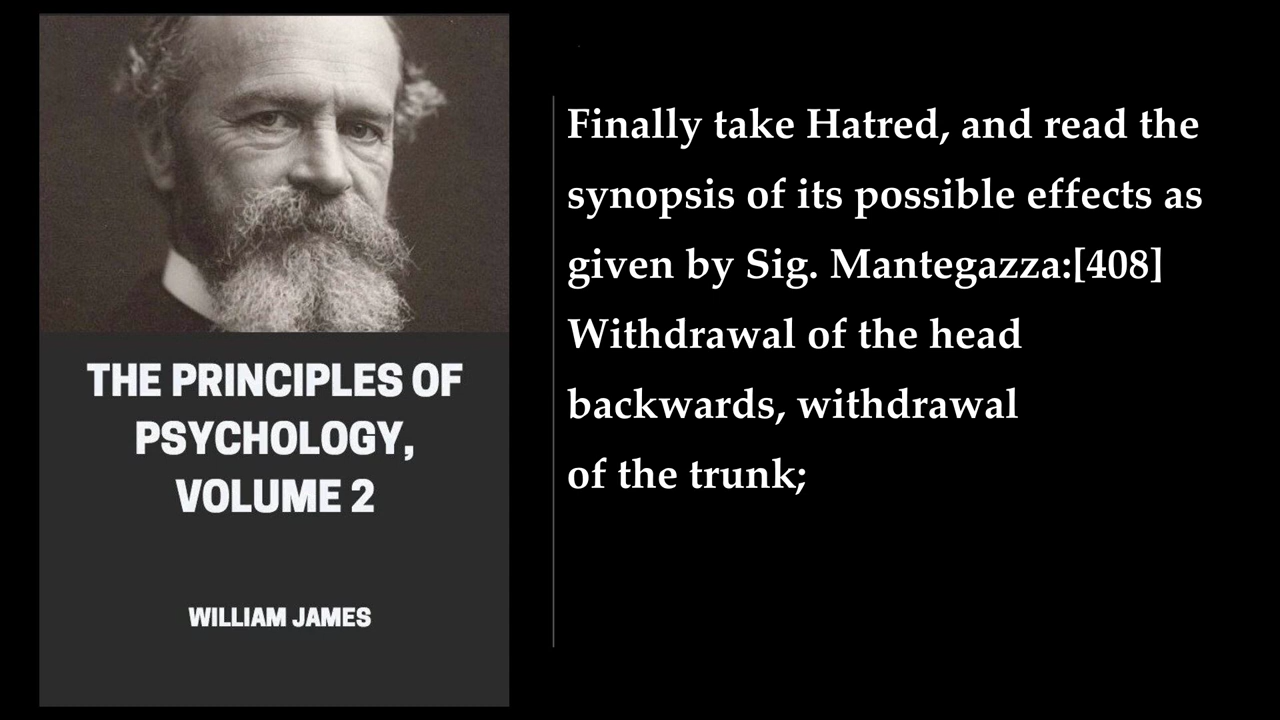 THE PRINCIPLES OF
PSYCHOLOGY,
VOLUME 2
WILLIAM JAMES
Finally take Hatred, and read the
synopsis of its possible effects as
given by Sig. Mantegazza:[408]
Withdrawal of the head
backwards, withdrawal
of the trunk;